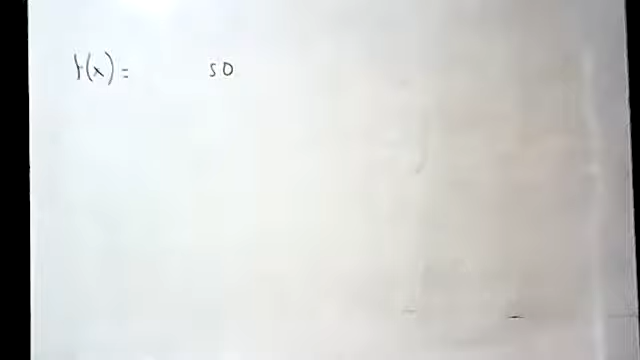 f(x) = 50